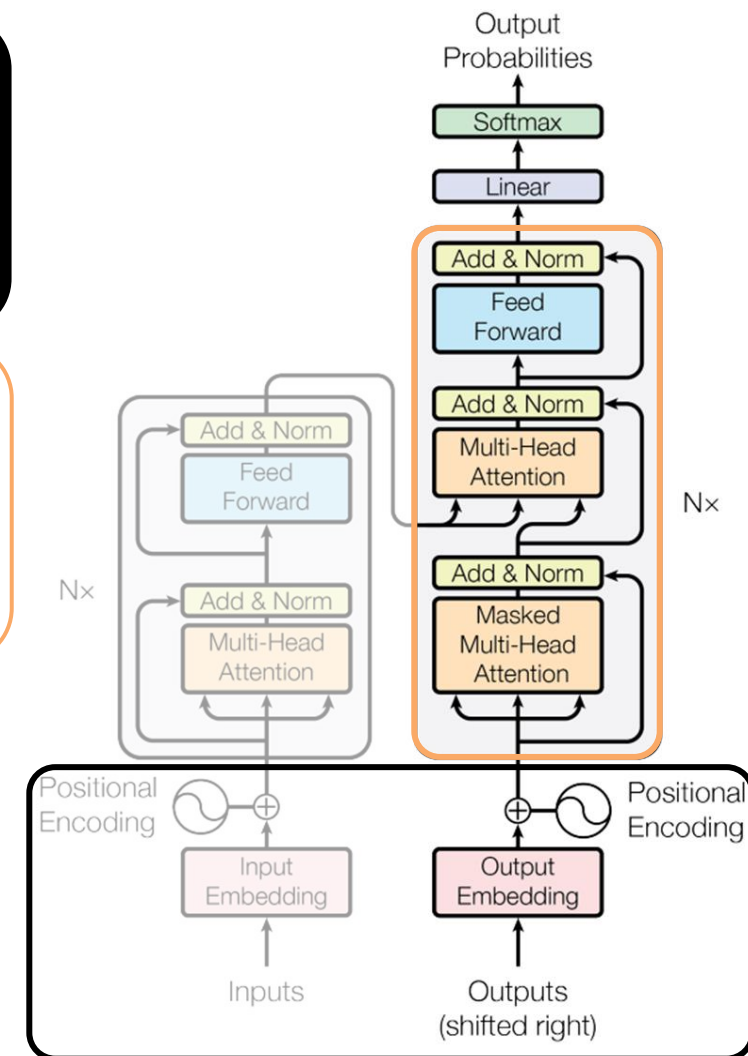 Output
Probabilities
Softmax
Linear
Add & Norm
Feed
Forward
Add & Norm
Multi-Head
Attention
Nx
Add & Norm
Masked
Multi-Head
Attention
Add & Norm
Feed
Forward
Nx
Add & Norm
Multi-Head
Attention
Positional
Encoding
Positional
Encoding
Input
Embedding
Output
Embedding
Inputs
Outputs
(shifted right)